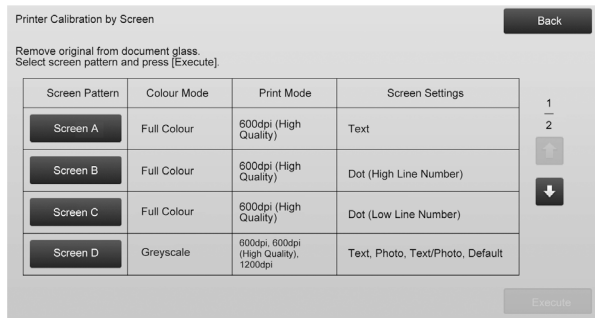 Printer Calibration by Screen
Back
Remove original from document glass.
Select screen pattern and press [Execute].
Screen Pattern Colour Mode Print Mode Screen Settings
1
2
Screen A Full Colour 600dpi (High
Quality) Text
Screen B Full Colour 600dpi (High
Quality) Dot (High Line Number)
Screen C Full Colour 600dpi (High
Quality) Dot (Low Line Number)
Screen D Greyscale 600dpi, 600dpi
(High Quality),
1200dpi Text, Photo, Text/Photo, Default
Execute